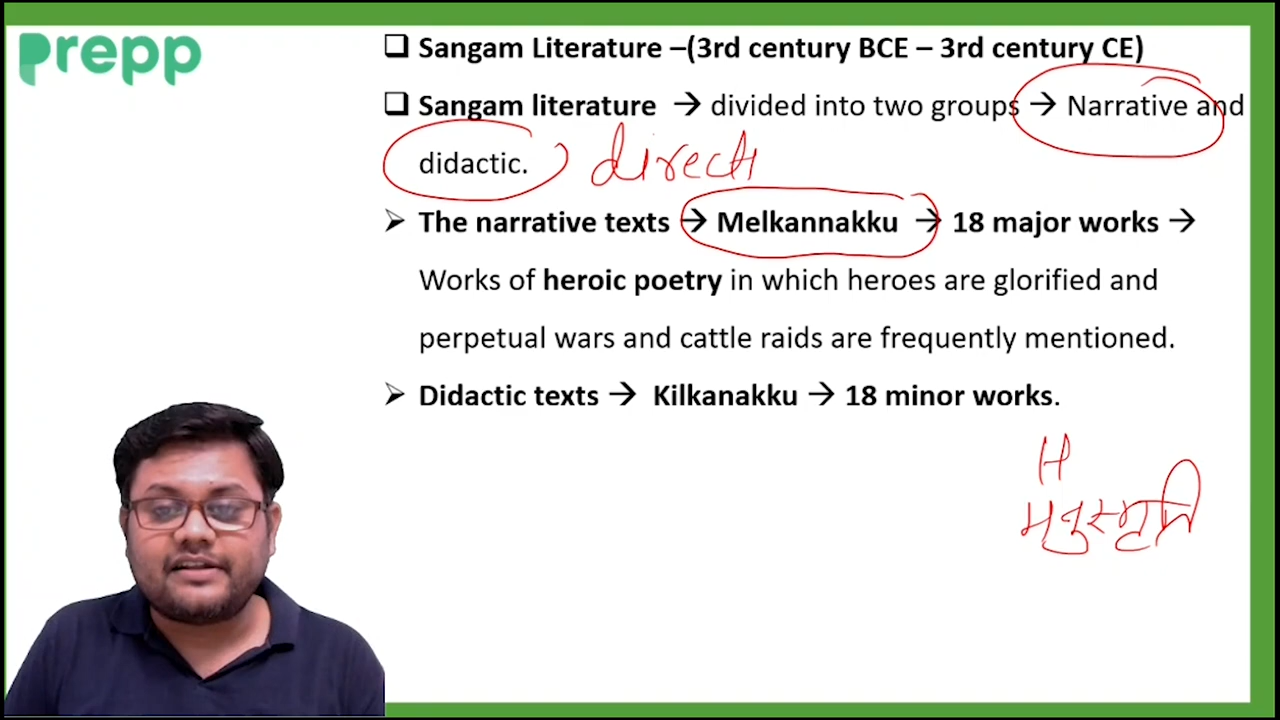 prepp
❑ Sangam Literature –(3rd century BCE – 3rd century CE)
❑ Sangam literature → divided into two groups → Narrative and
didactic. direct
➢ The narrative texts → Melkannakku → 18 major works →
Works of heroic poetry in which heroes are glorified and
perpetual wars and cattle raids are frequently mentioned.
➢ Didactic texts → Kilkanakku → 18 minor works.
H
मनुस्मृति